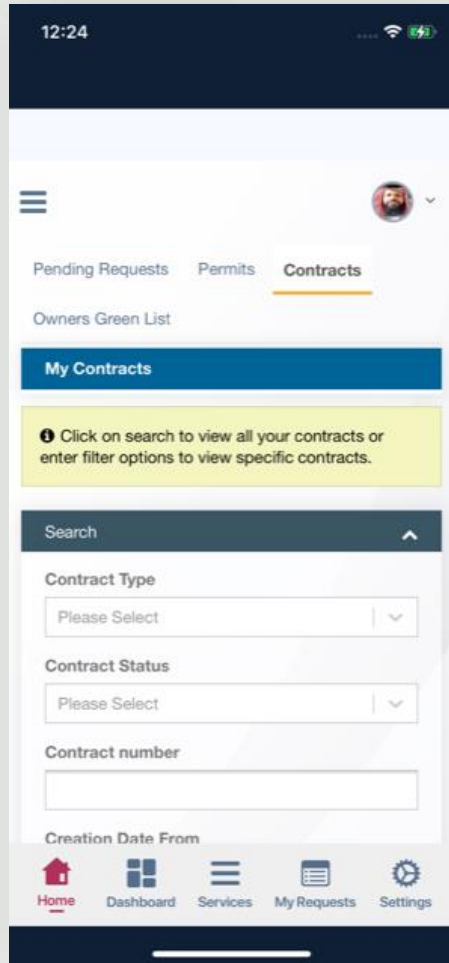 12:24
Pending Requests Permits Contracts
Owners Green List
My Contracts
Click on search to view all your contracts or
enter filter options to view specific contracts.
Search
Contract Type
Please Select
Contract Status
Please Select
Contract number
Creation Date From
Home Dashboard Services My Requests Settings